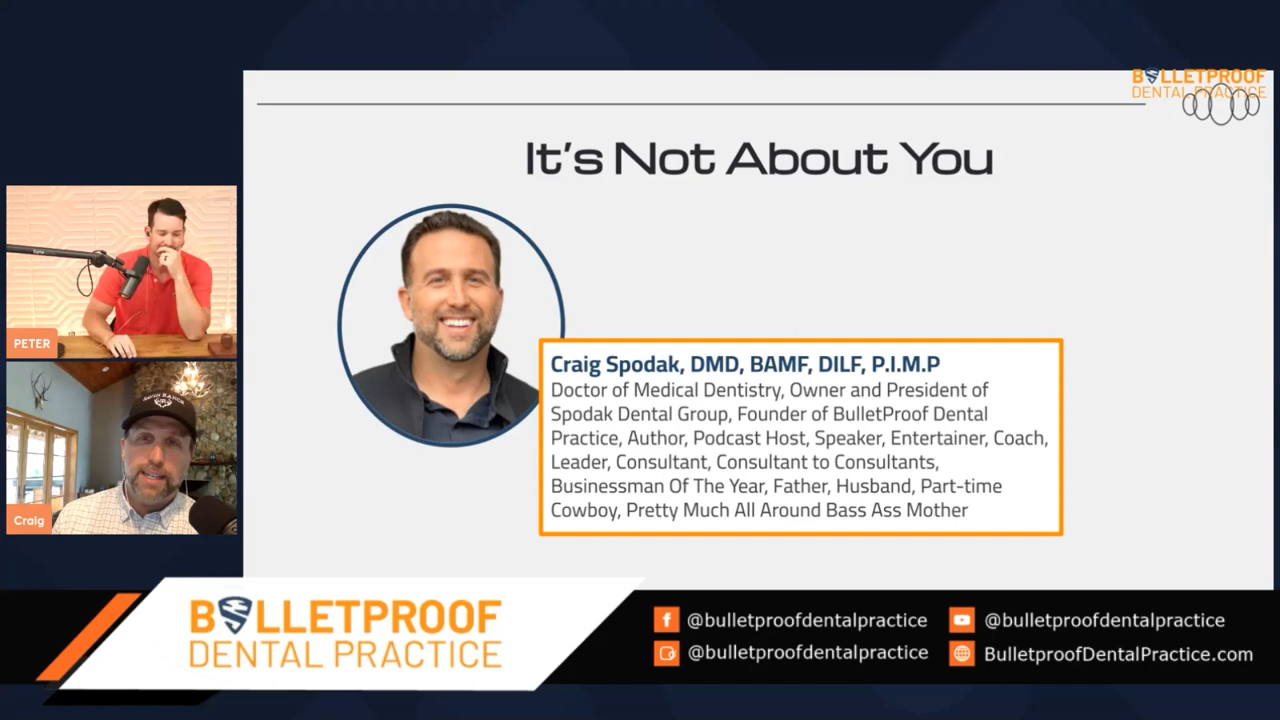 BULLETPROOF
DENTAL PRACTICE
It's Not About You
PETER
Craig
Craig Spodak, DMD, BAMF, DILF, P.I.M.P
Doctor of Medical Dentistry, Owner and President of
Spodak Dental Group, Founder of BulletProof Dental
Practice, Author, Podcast Host, Speaker, Entertainer, Coach,
Leader, Consultant, Consultant to Consultants,
Businessman Of The Year, Father, Husband, Part-time
Cowboy, Pretty Much All Around Bass Ass Mother
BULLETPROOF
DENTAL PRACTICE
@bulletproofdentalpractice
@bulletproofdentalpractice
@bulletproofdentalpractice
BulletproofDentalPractice.com